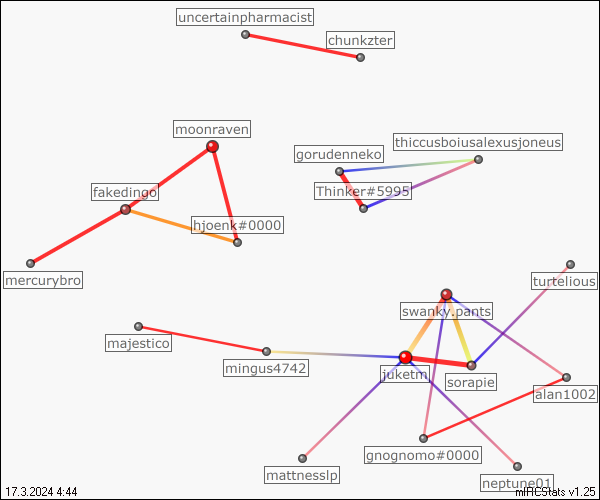 uncertainpharmacist
chunkzter
moonraven
thiccusboiusalexusjoneus
gorudenneko
fakedingo
Thinker#5995
hjoenk#0000
mercurybro
turtelious
swanky.pants
majestico
mingus4742
juketm
sorapie
alan1002
gnognomo#0000
mattnesslp
neptune01
17.3.2024 4:44
mIRCStats v1.25